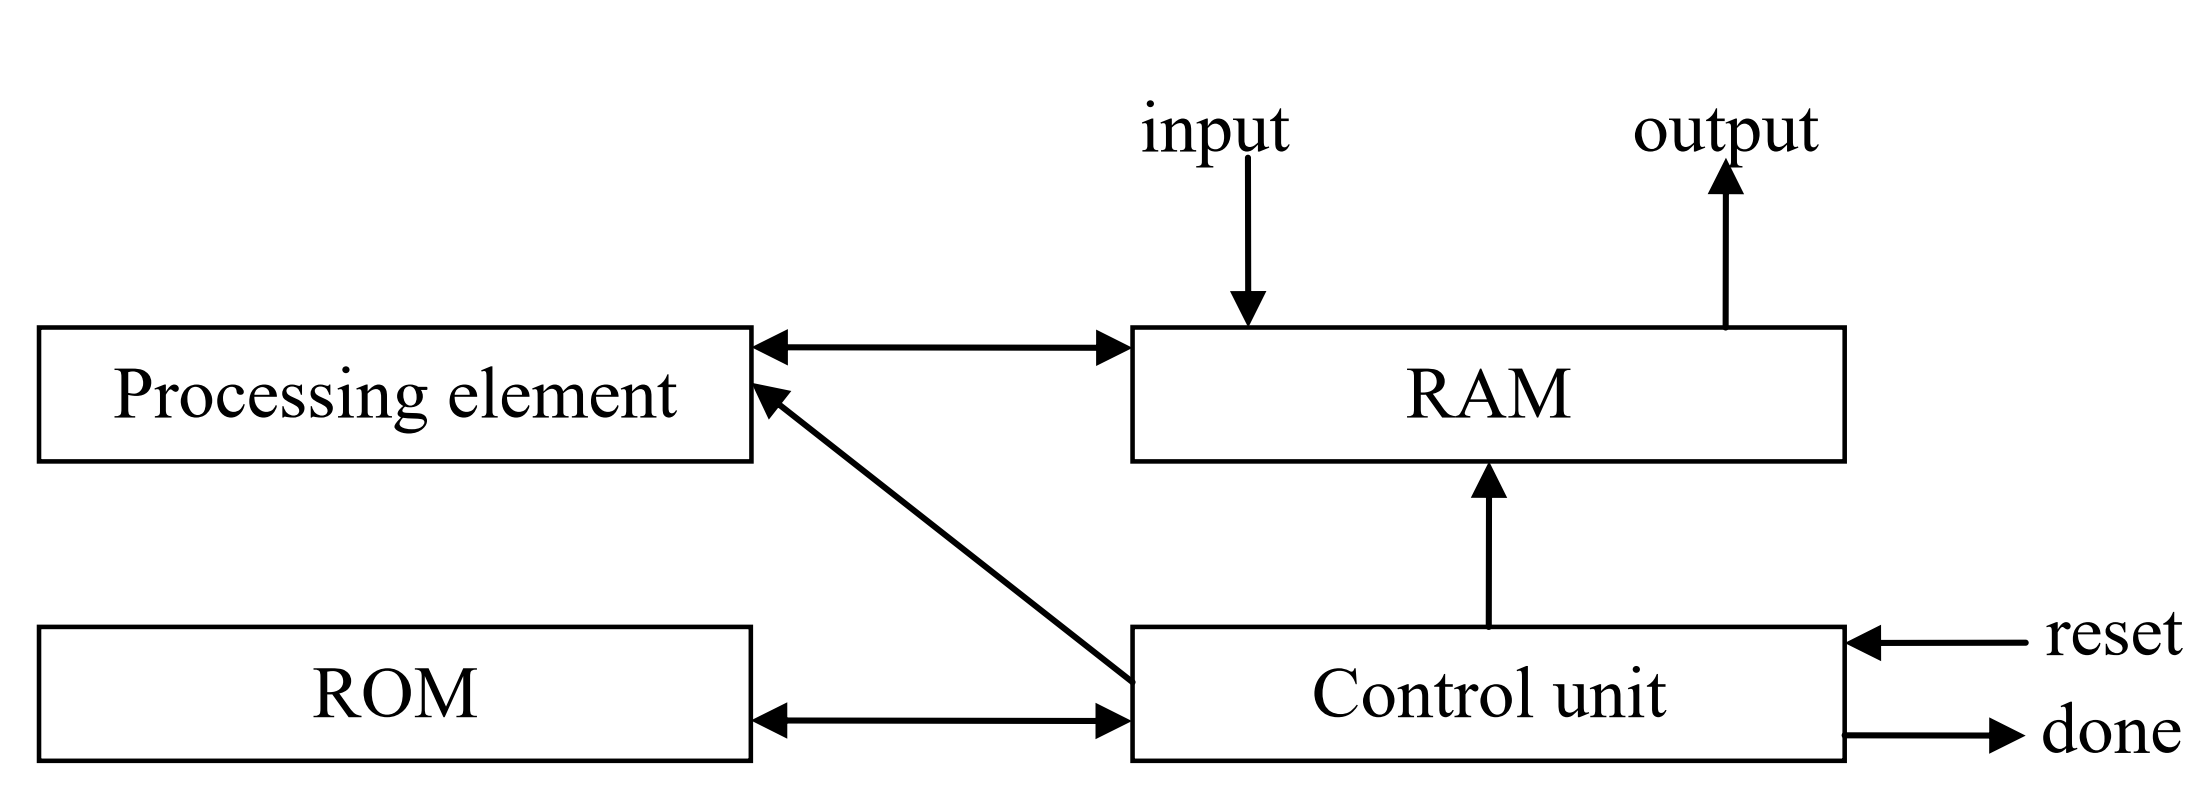 input
output
Processing element
RAM
reset
ROM
Control unit
done